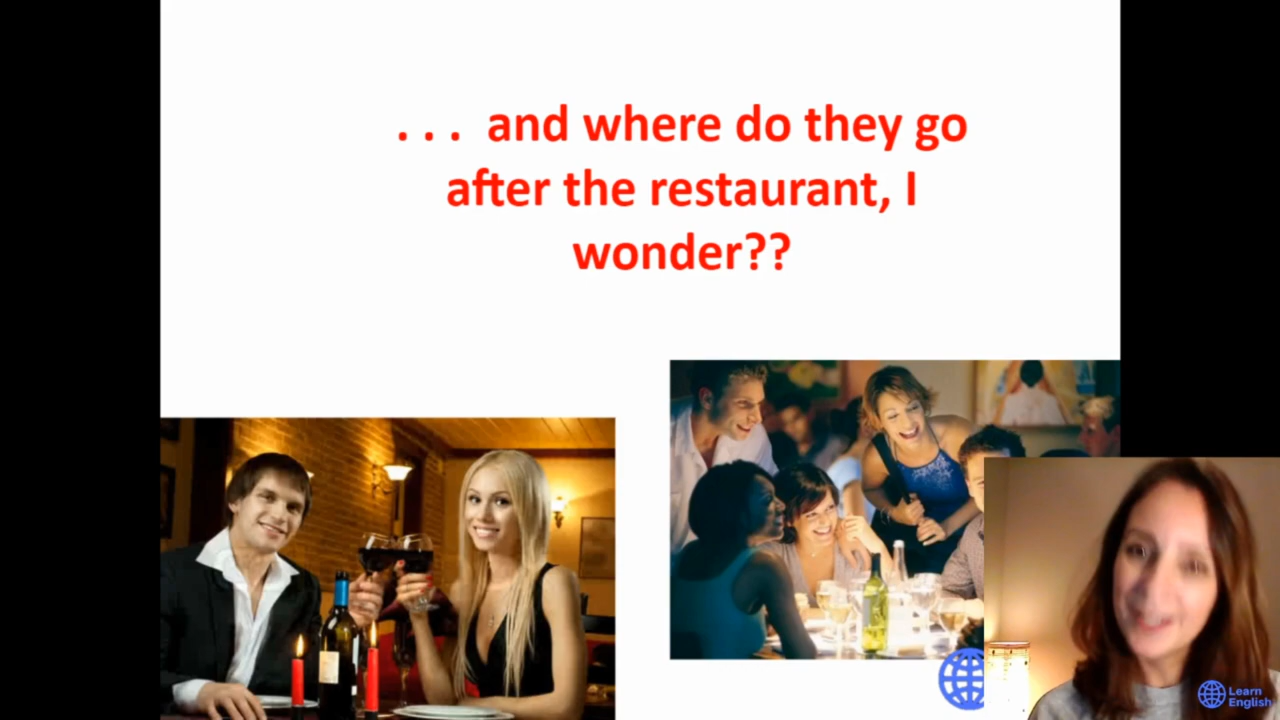 . . . and where do they go
after the restaurant, I
wonder??
Learn
English